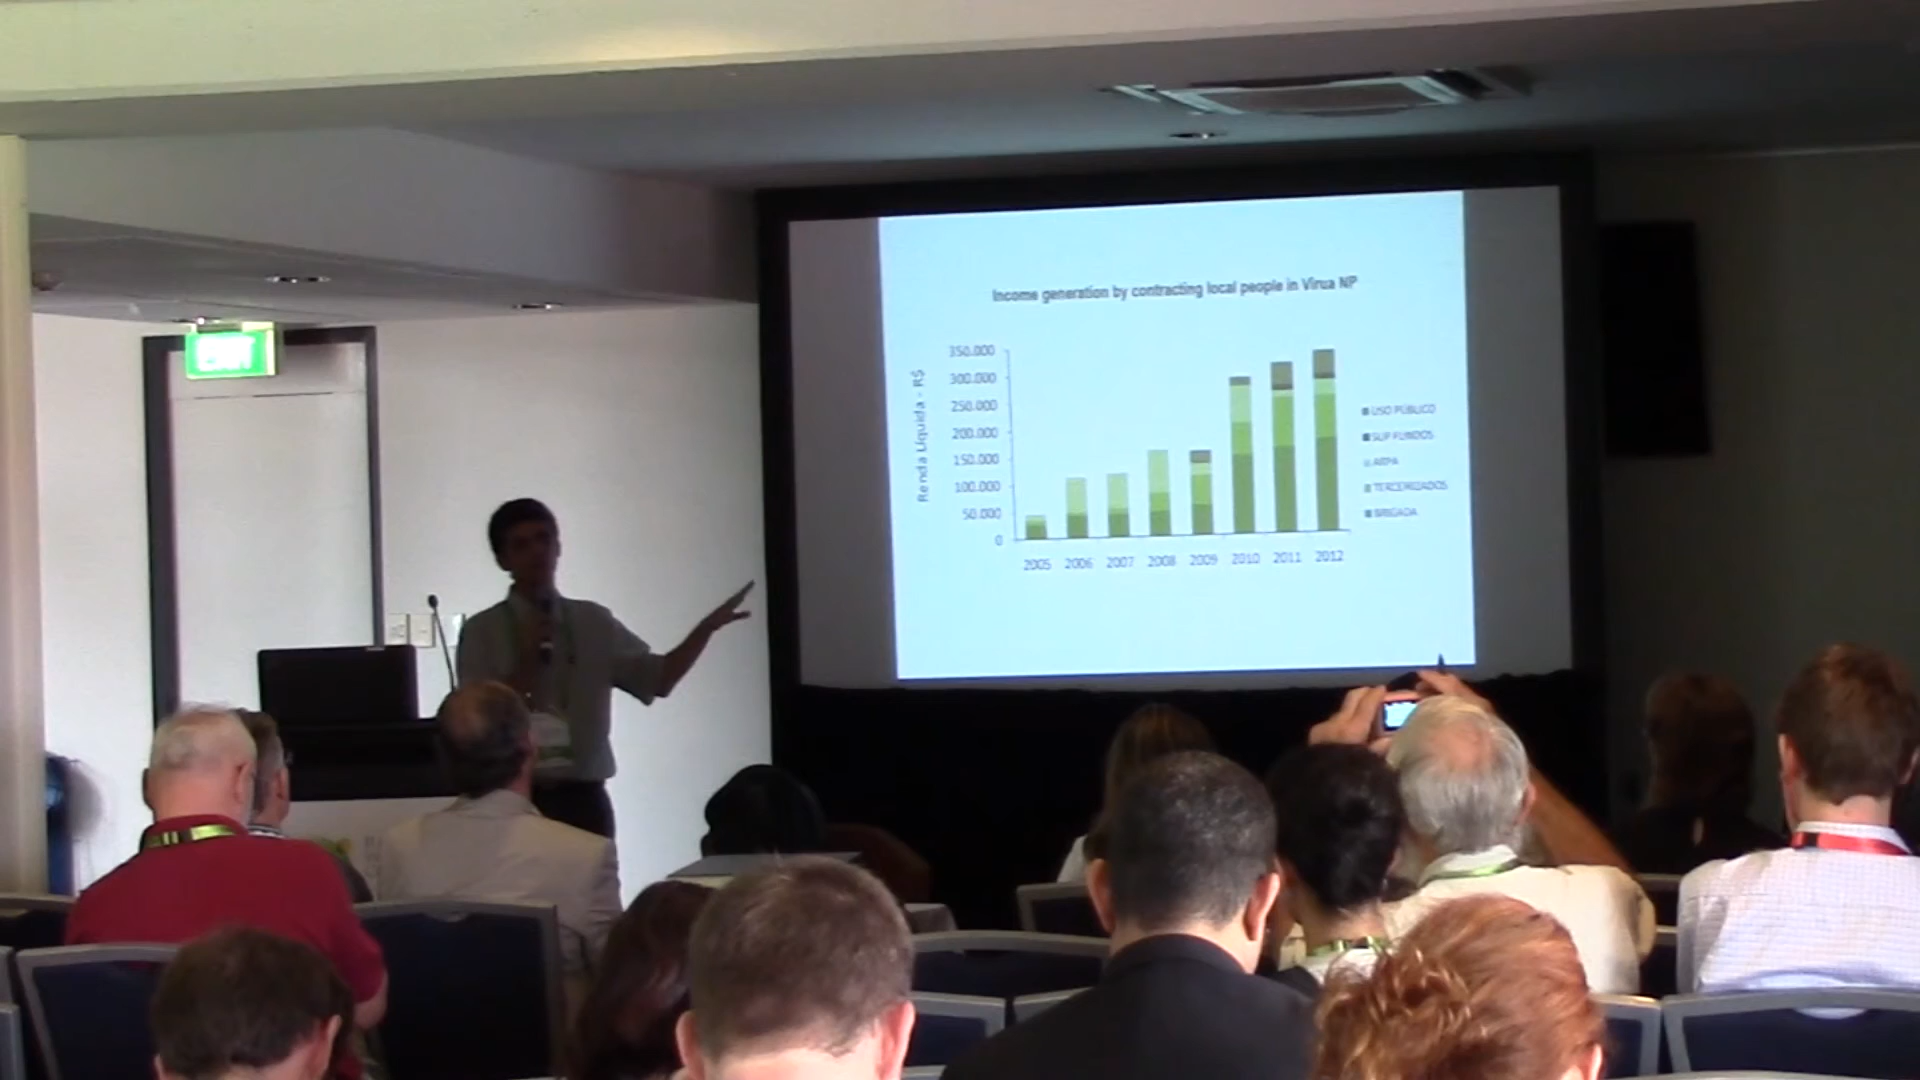 EXIT
Income generation by contracting local people in Virua NP
Renda Líquida - R$
350.000
300.000
250.000
200.000
150.000
100.000
50.000
0
2005 2006 2007 2008 2009 2010 2011 2012
USO PÚBLICO
SUP FUNDOS
ARPA
TERCERIZADOS
BRIGADA